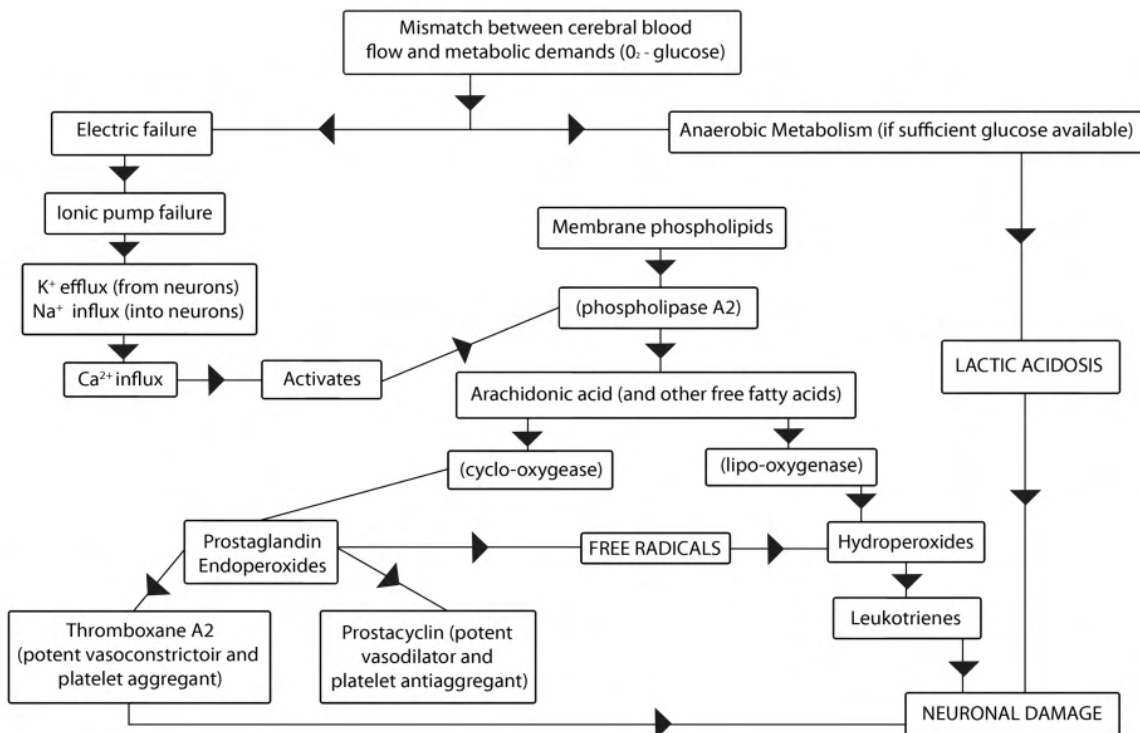 Mismatch between cerebral blood
flow and metabolic demands (0₂ - glucose)
Electric failure
Anaerobic Metabolism (if sufficient glucose available)
Ionic pump failure
Membrane phospholipids
K⁺ efflux (from neurons)
Na⁺ influx (into neurons)
(phospholipase A2)
Ca²⁺ influx
Activates
LACTIC ACIDOSIS
Arachidonic acid (and other free fatty acids)
(cyclo-oxygease)
(lipo-oxygenase)
Prostaglandin
Endoperoxides
FREE RADICALS
Hydroperoxides
Leukotrienes
Thromboxane A2
(potent vasoconstrictoir and
platelet aggregant)
Prostacyclin (potent
vasodilator and
platelet antiaggregant)
NEURONAL DAMAGE